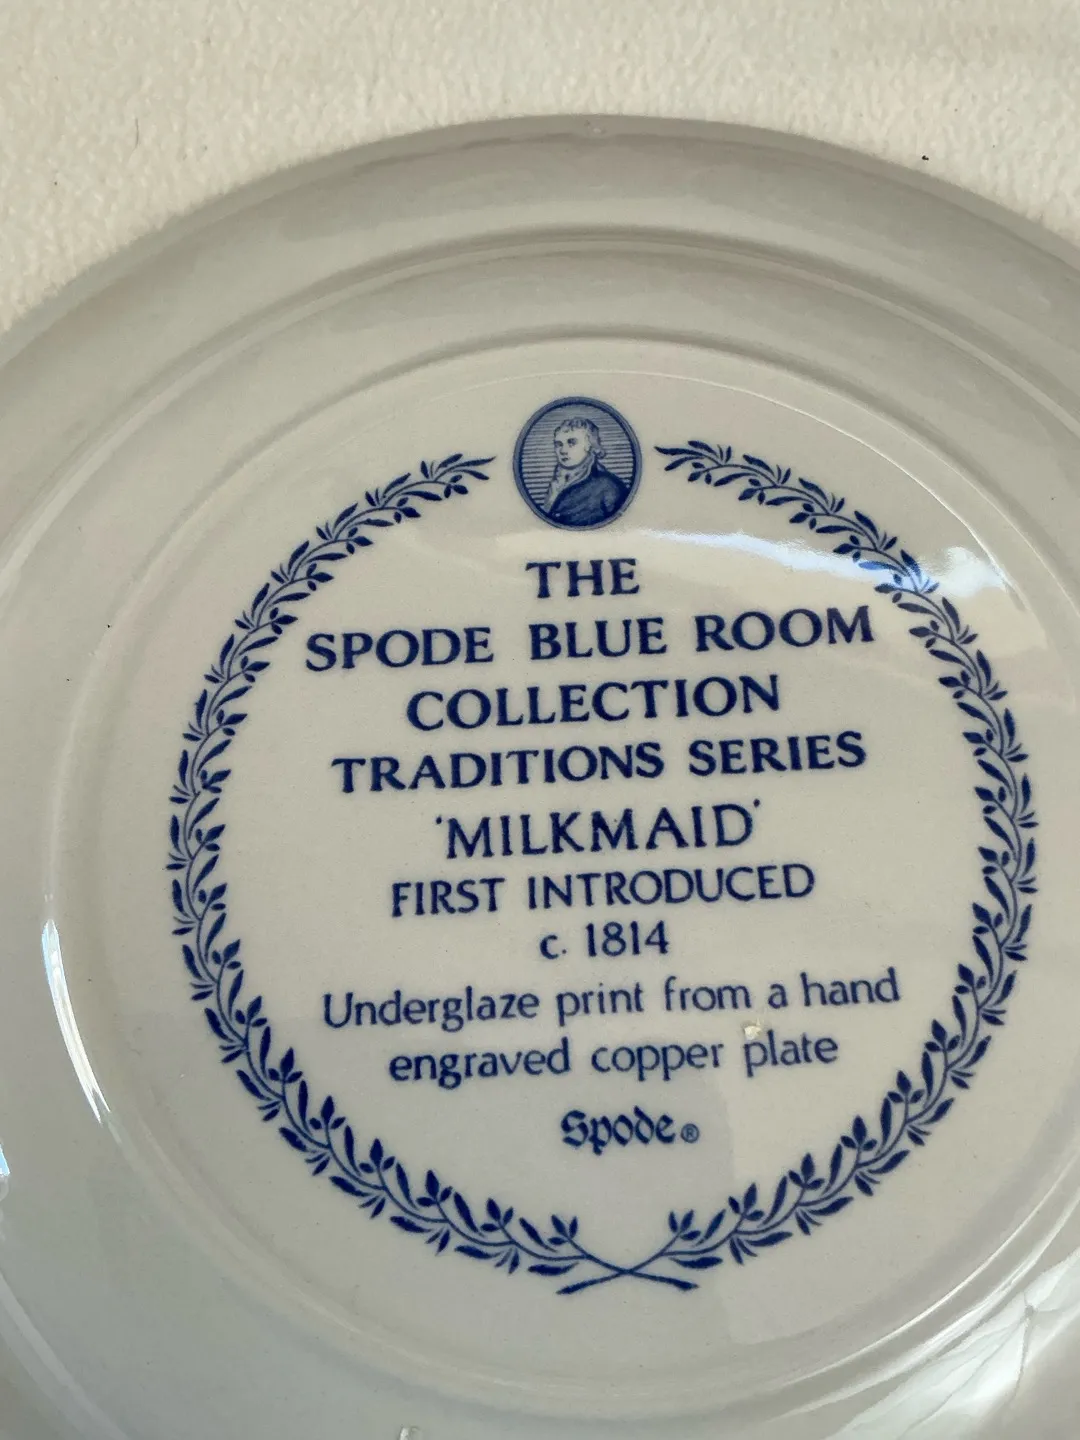 THE
SPODE BLUE ROOM
COLLECTION
TRADITIONS SERIES
'MILKMAID'
FIRST INTRODUCED
c. 1814
Underglaze print from a hand
engraved copper plate
Spode®